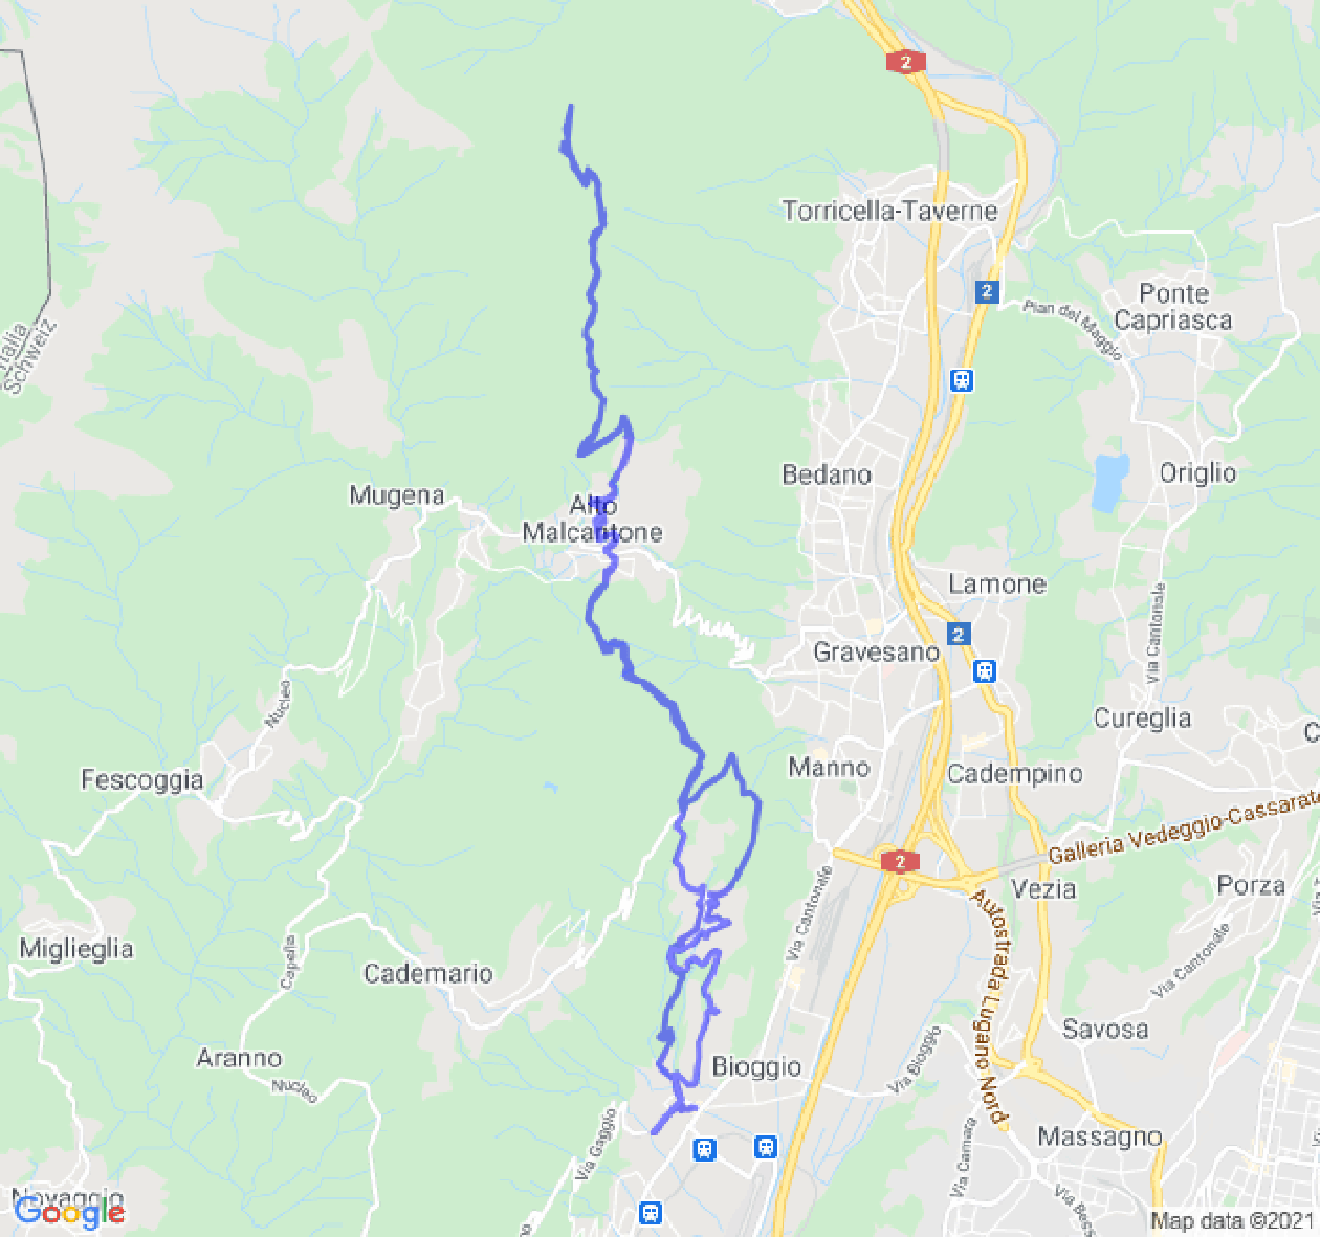 2
Torricella-Taverne
2
Ponte
Capriasca
Pian del Maggio
Italia
Schweiz
Bedano
Origlio
Mugena
Alto
Malcantone
Lamone
Via Cantonale
2
Gravesano
Nucleo
Cureglia
C
Manno
Cadempino
Fescoggia
Galleria Vedeggio-Cassarate
2
Vezia
Porza
Via Cantonale
Autostrada Lugano Nord
Miglieglia
Capella
Cademario
Via Cantonale
Savosa
Aranno
Nucleo
Bioggio
Via Bioggio
Via Gaggio
Massagno
Via Camara
Novaggio
Google
Map data ©2021